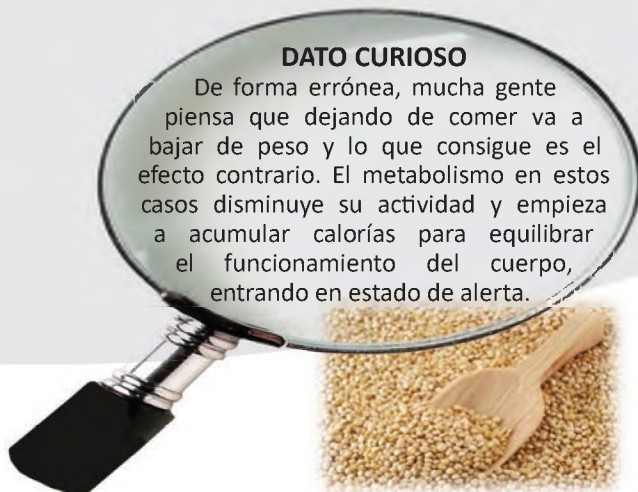 DATO CURIOSO
De forma errónea, mucha gente
piensa que dejando de comer va a
bajar de peso y lo que consigue es el
efecto contrario. El metabolismo en estos
casos disminuye su actividad y empieza
a acumular calorías para equilibrar
el funcionamiento del cuerpo,
entrando en estado de alerta.